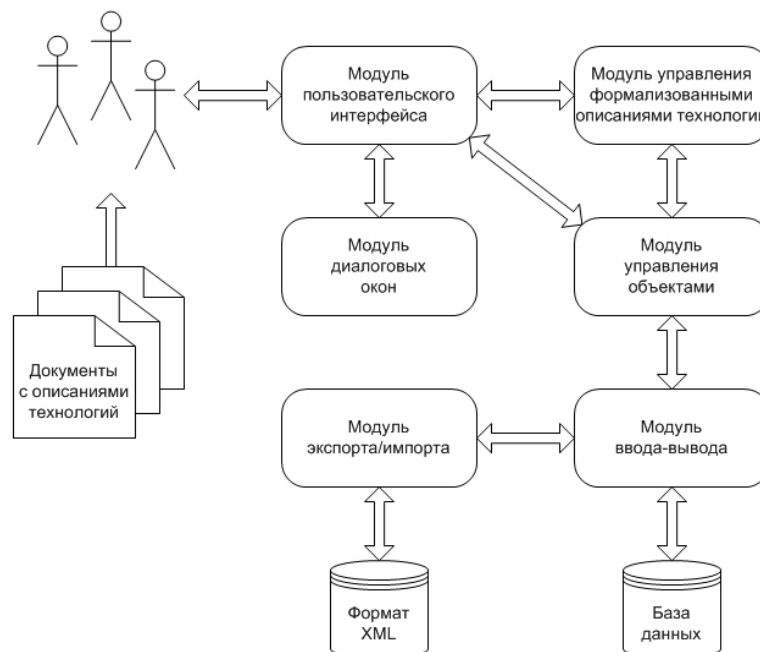 Модуль
пользовательского
интерфейса
Модуль управления
формализованными
описаниями технологий
Модуль
диалоговых
окон
Модуль
управления
объектами
Документы
с описаниями
технологий
Модуль
экспорта/импорта
Модуль
ввода-вывода
Формат
XML
База
данных